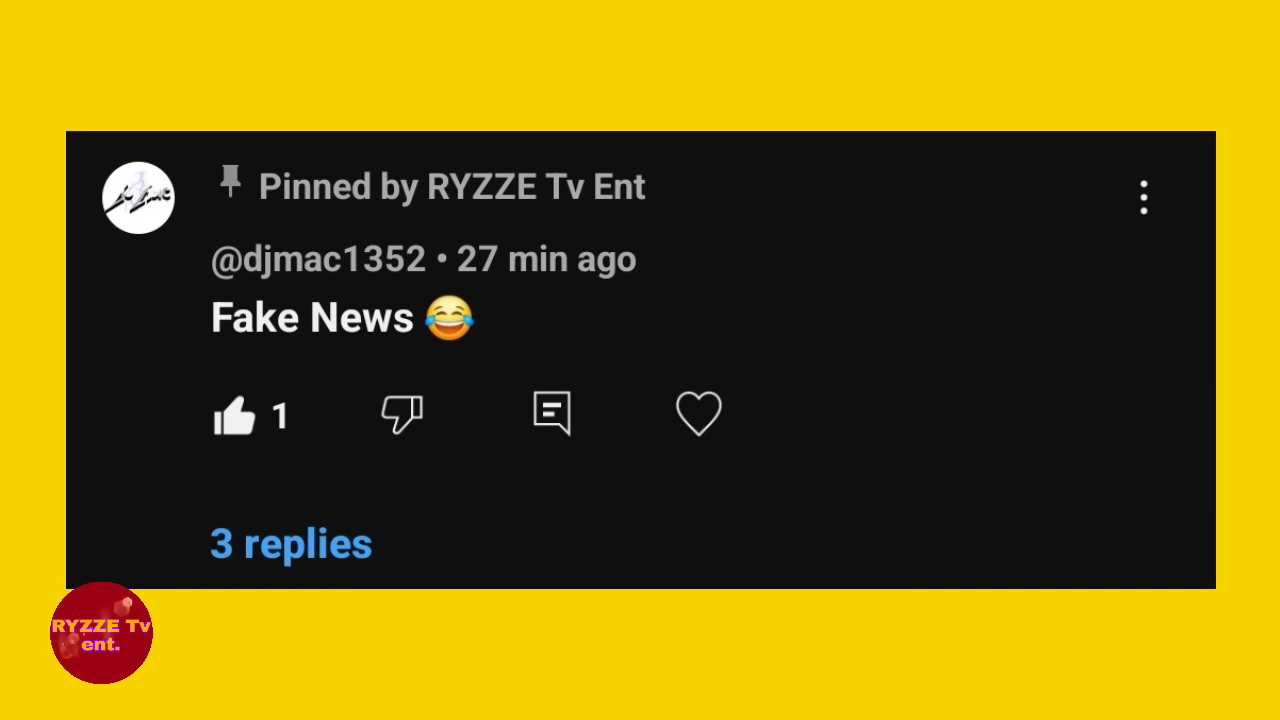 Pinned by RYZZE Tv Ent
@djmac1352 • 27 min ago
Fake News 😂
1
3 replies
RYZZE Tv
ent.